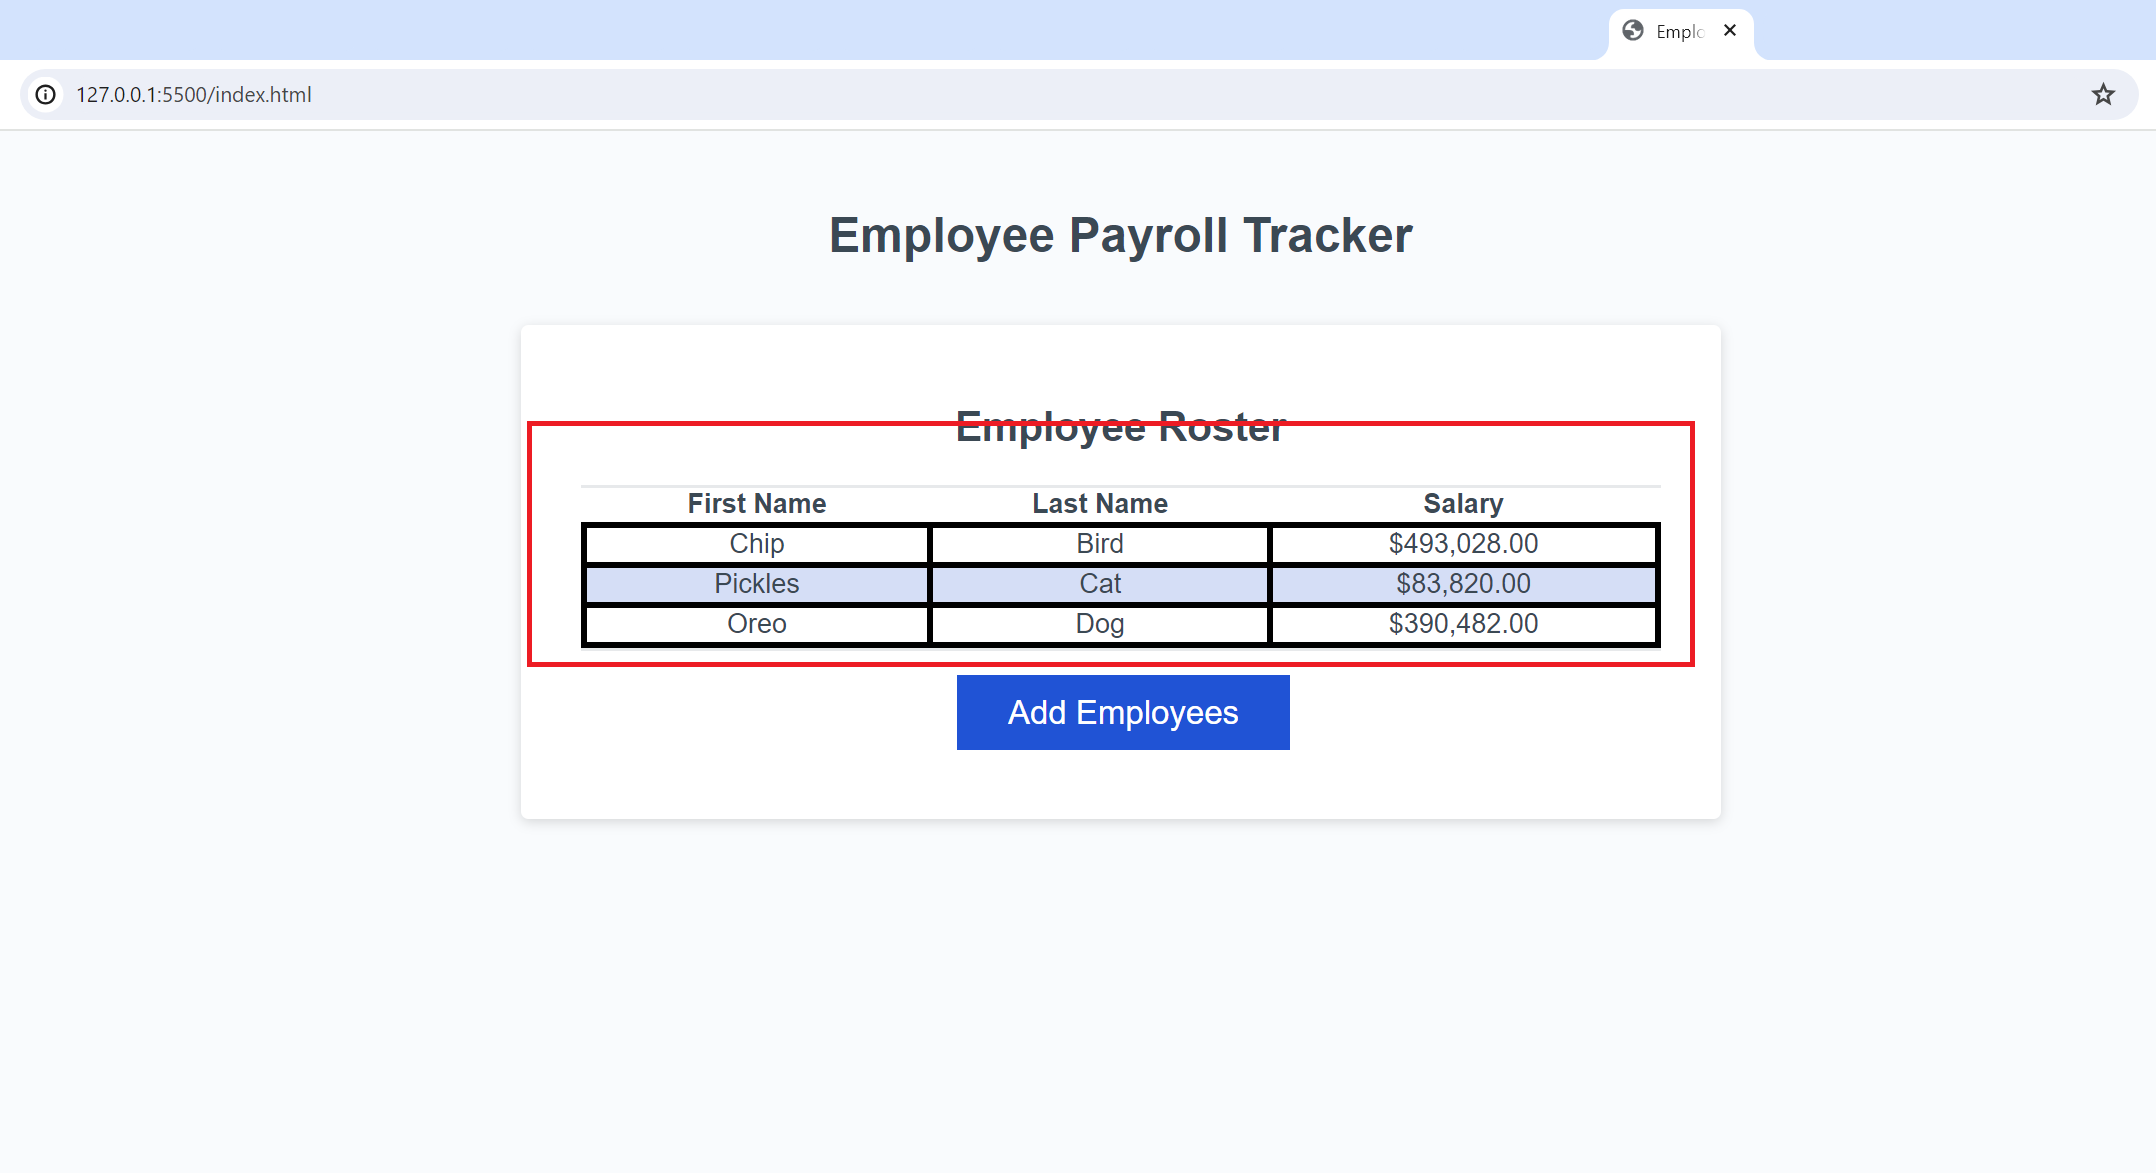 Emplo
127.0.0.1:5500/index.html
Employee Payroll Tracker
Employee Roster
First Name Last Name Salary
Chip Bird $493,028.00
Pickles Cat $83,820.00
Oreo Dog $390,482.00
Add Employees